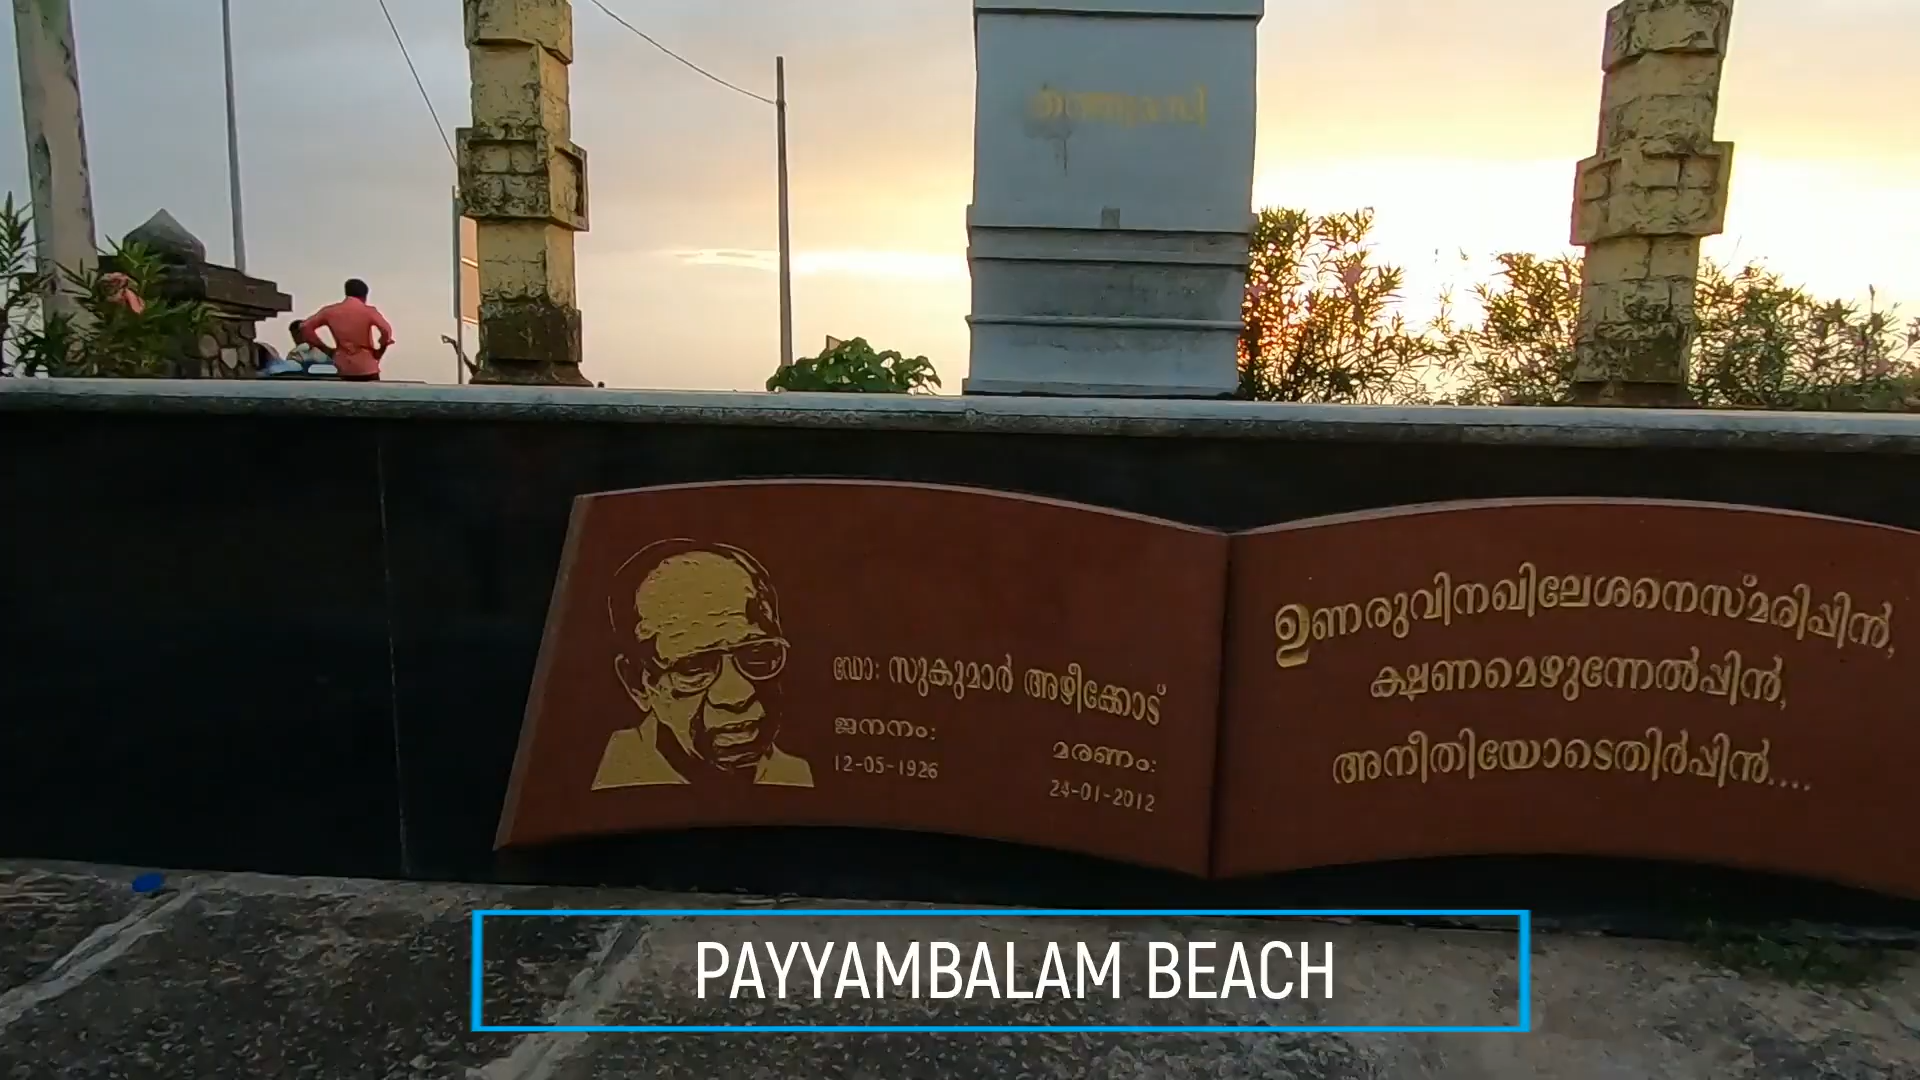 ഡോ: സുകുമാർ അഴീക്കോട്
ജനനം:
12-05-1926
മരണം:
24-01-2012
ഉണരുവിനഖിലേശനെസ്മരിപ്പിൻ,
ക്ഷണമെഴുന്നേൽപ്പിൻ,
അനീതിയോടെതിർപ്പിൻ....
PAYYAMBALAM BEACH